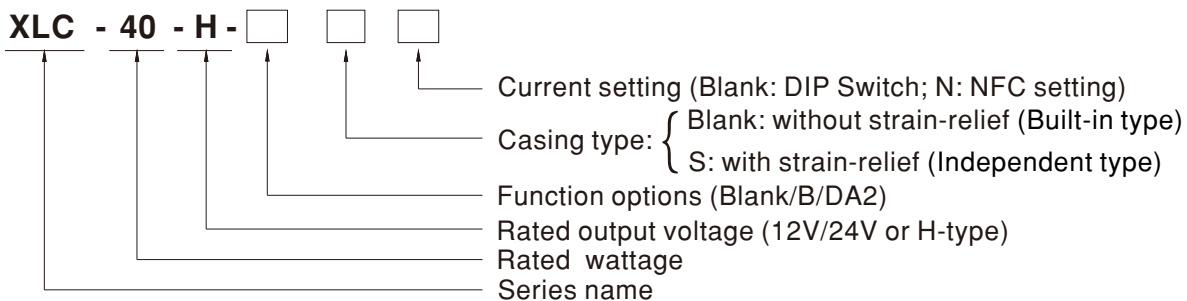 XLC - 40 - H -
Current setting (Blank: DIP Switch; N: NFC setting)
Casing type: { Blank: without strain-relief (Built-in type)
S: with strain-relief (Independent type)
Function options (Blank/B/DA2)
Rated output voltage (12V/24V or H-type)
Rated wattage
Series name